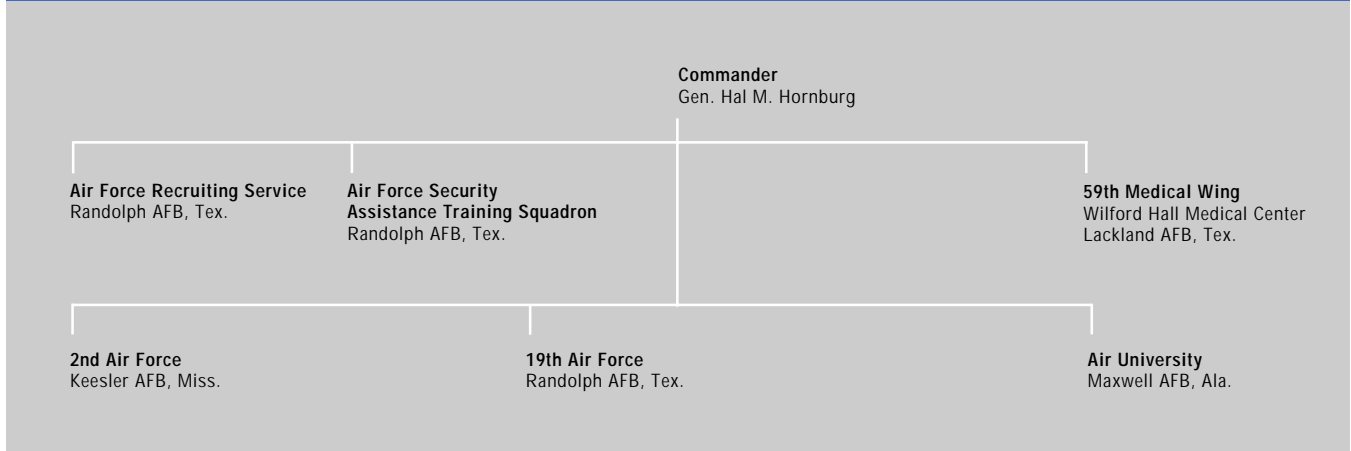 Commander
Gen. Hal M. Hornburg
Air Force Recruiting Service
Randolph AFB, Tex.
Air Force Security
Assistance Training Squadron
Randolph AFB, Tex.
59th Medical Wing
Wilford Hall Medical Center
Lackland AFB, Tex.
2nd Air Force
Keesler AFB, Miss.
19th Air Force
Randolph AFB, Tex.
Air University
Maxwell AFB, Ala.